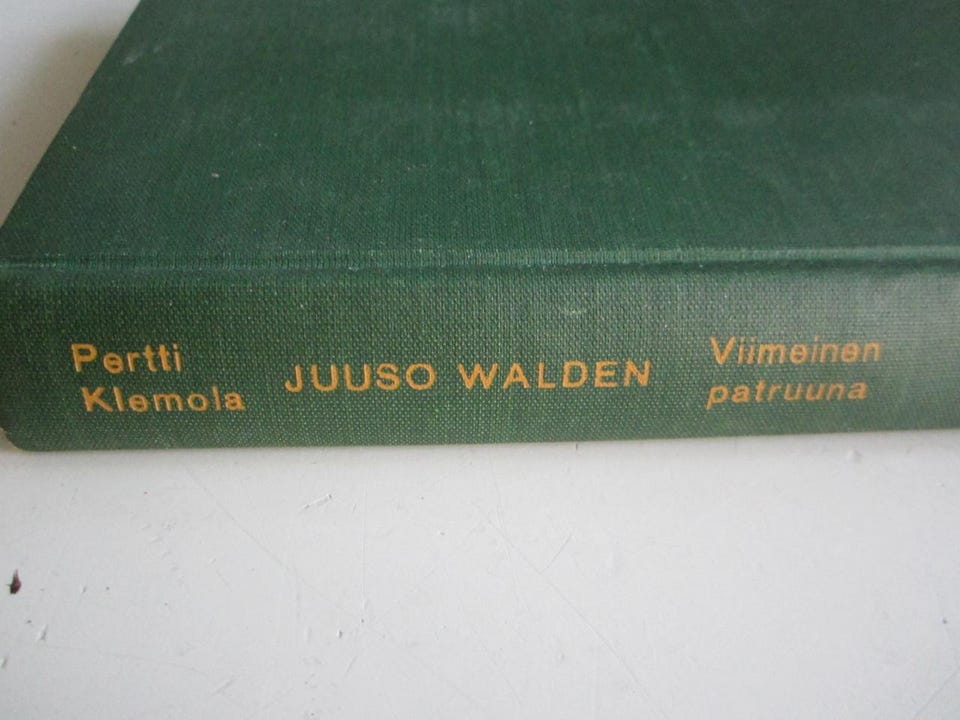 Pertti
Klemola
JUUSO WALDEN
Viimeinen
patruuna